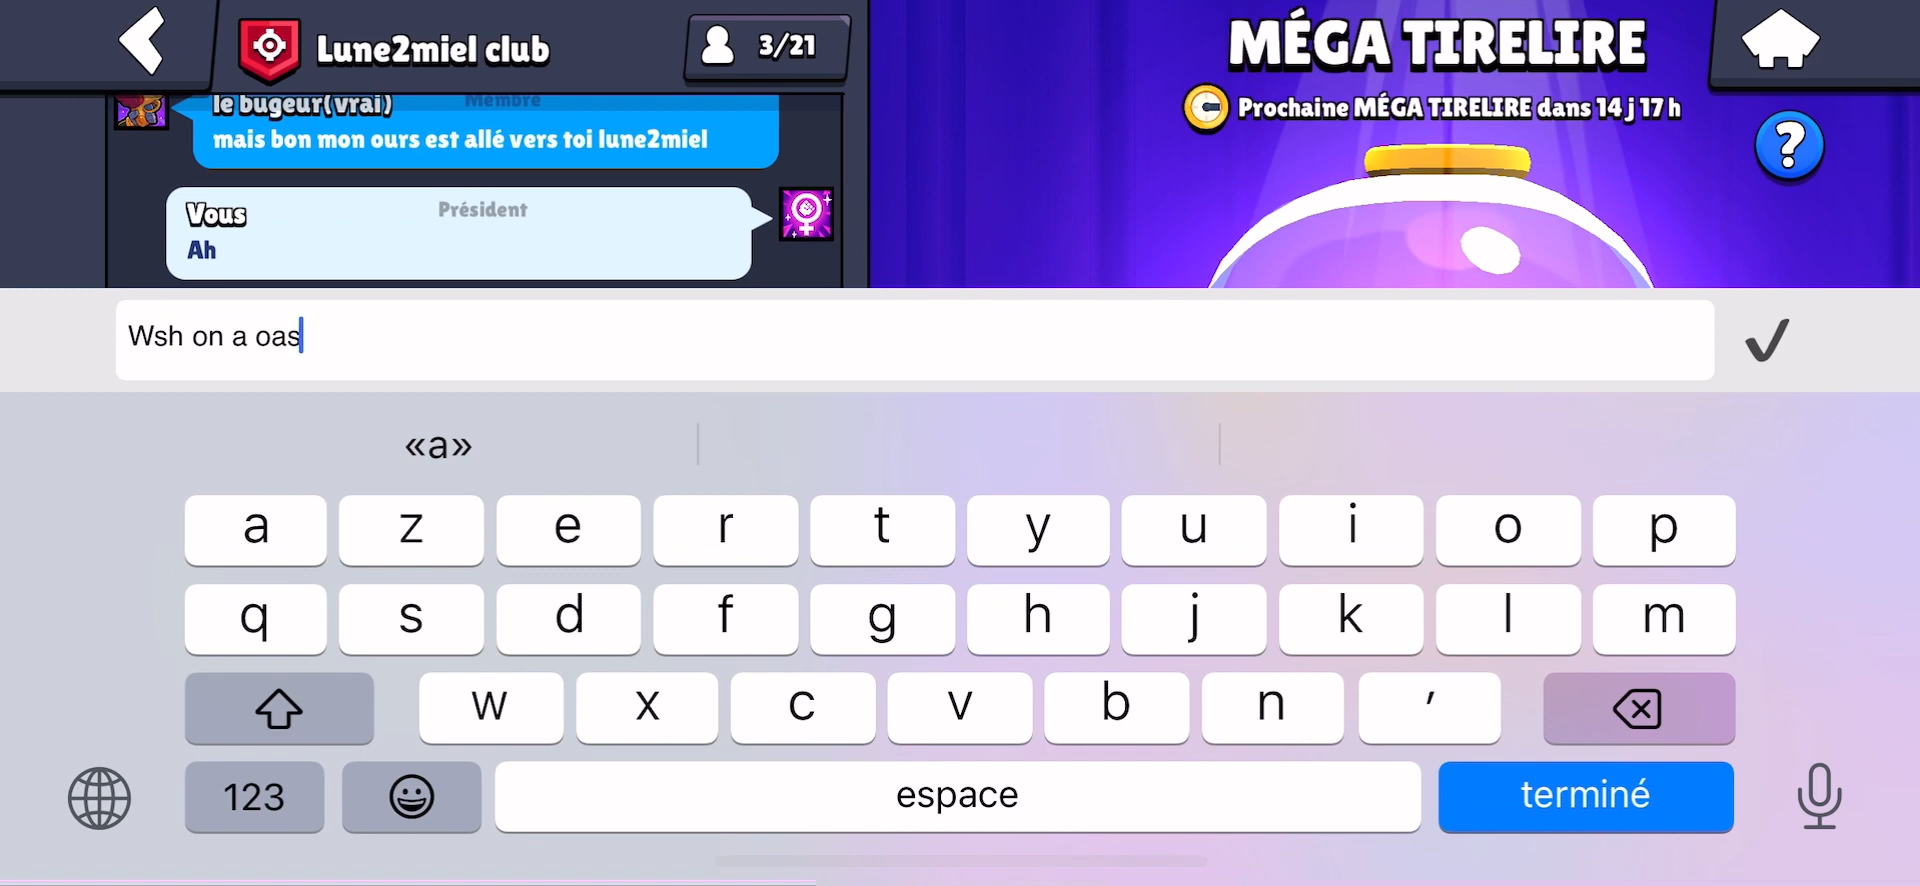 Lune2miel club
3/21
MÉGA TIRELIRE
Prochaine MÉGA TIRELIRE dans 14 j 17 h
?
le bugeur(vrai) Membre
mais bon mon ours est allé vers toi lune2miel
Vous Président
Ah
Wsh on a oas
«a»
a z e r t y u i o p
q s d f g h j k l m
w x c v b n ′
123 espace terminé